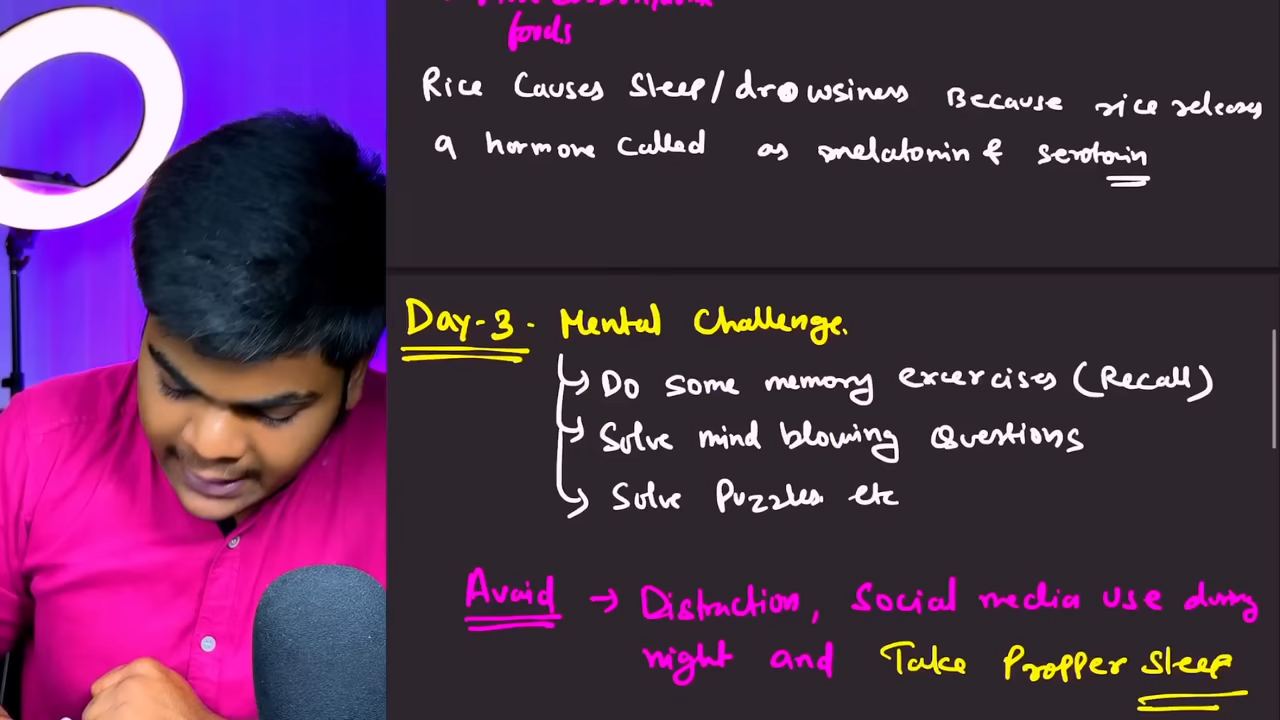 foods
Rice Causes Sleep/drowsiness Because rice releases
a hormone called as melatonin & serotonin
Day-3. Mental Challenge.
Do some memory excercises (Recall)
Solve mind blowing Questions
Solve Puzzles etc
Avoid → Distraction, Social media use during
night and Take Propper Sleep